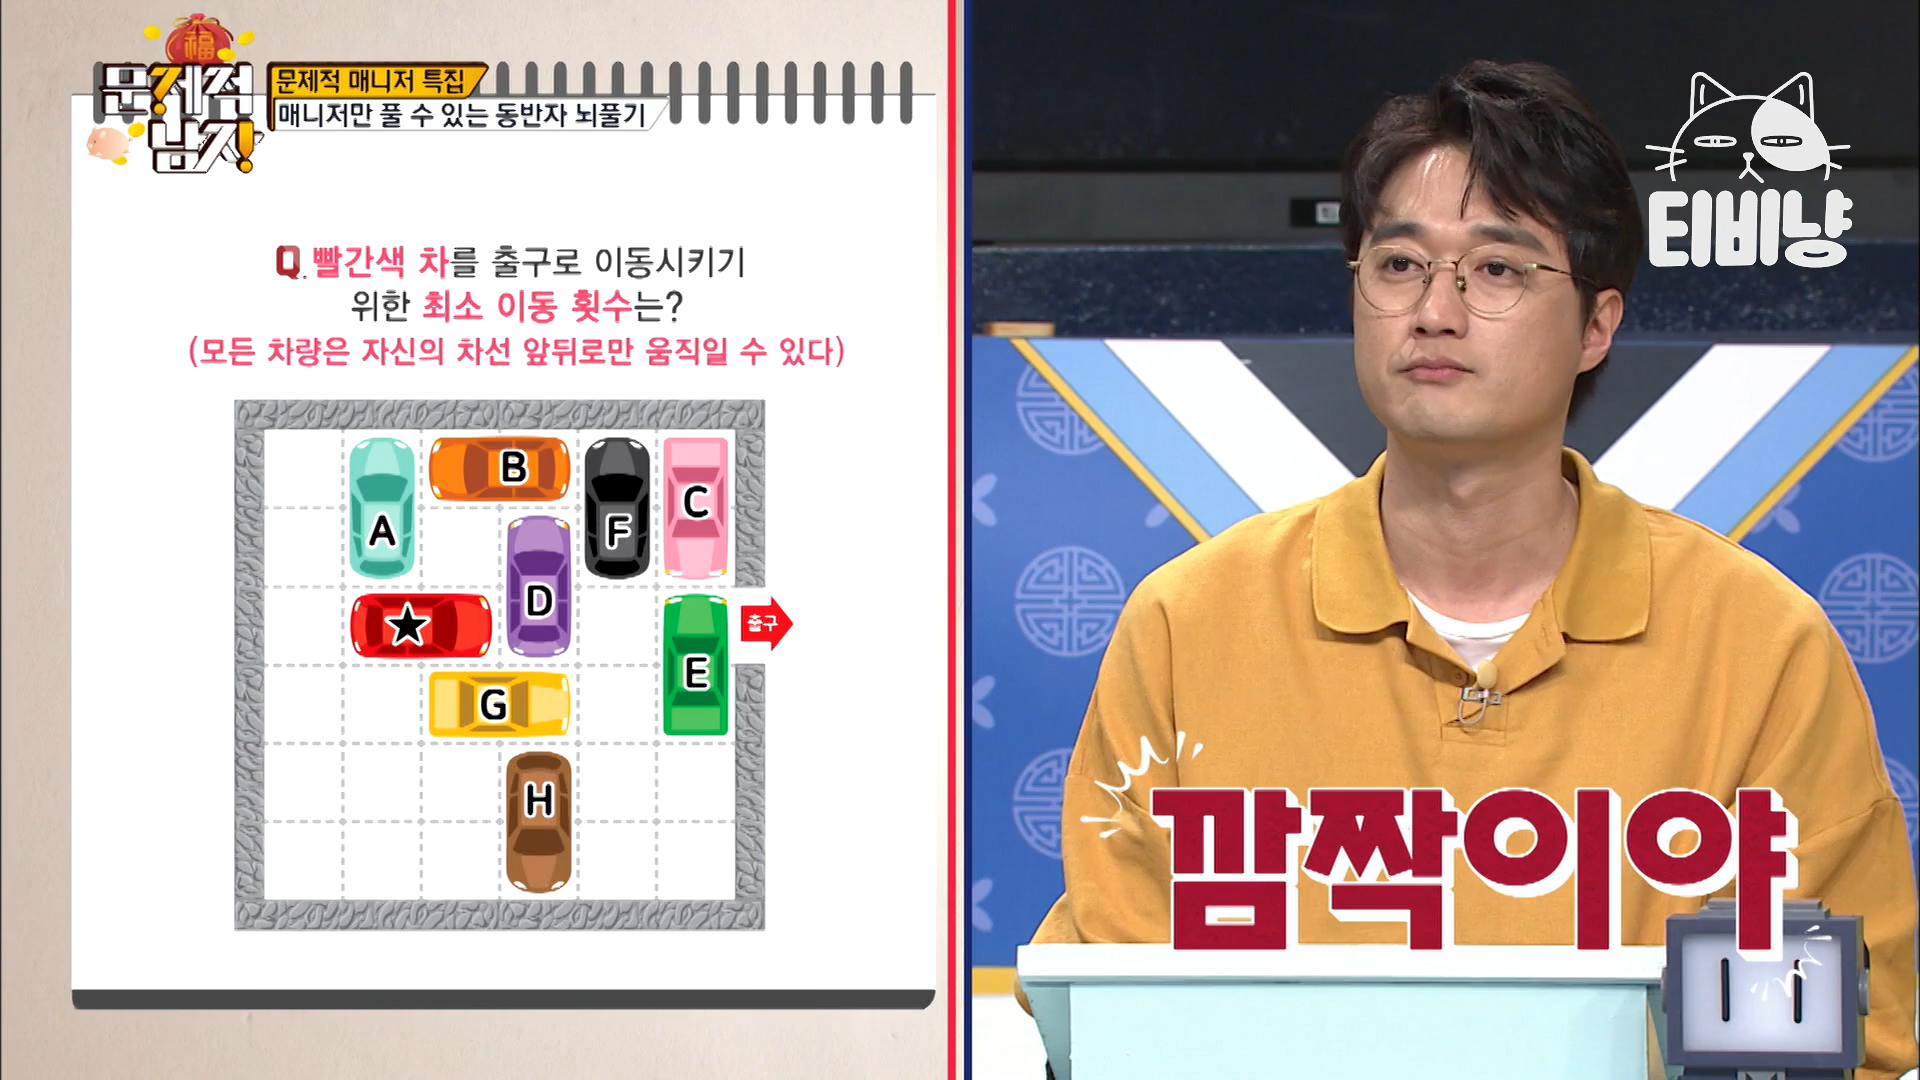 福
문제적
남자!
문제적 매니저 특집
매니저만 풀 수 있는 동반자 뇌풀기
Q. 빨간색 차를 출구로 이동시키기
위한 최소 이동 횟수는?
(모든 차량은 자신의 차선 앞뒤로만 움직일 수 있다)
A
B
F
C
D
★
출구
E
G
H
티비냥
깜짝이야